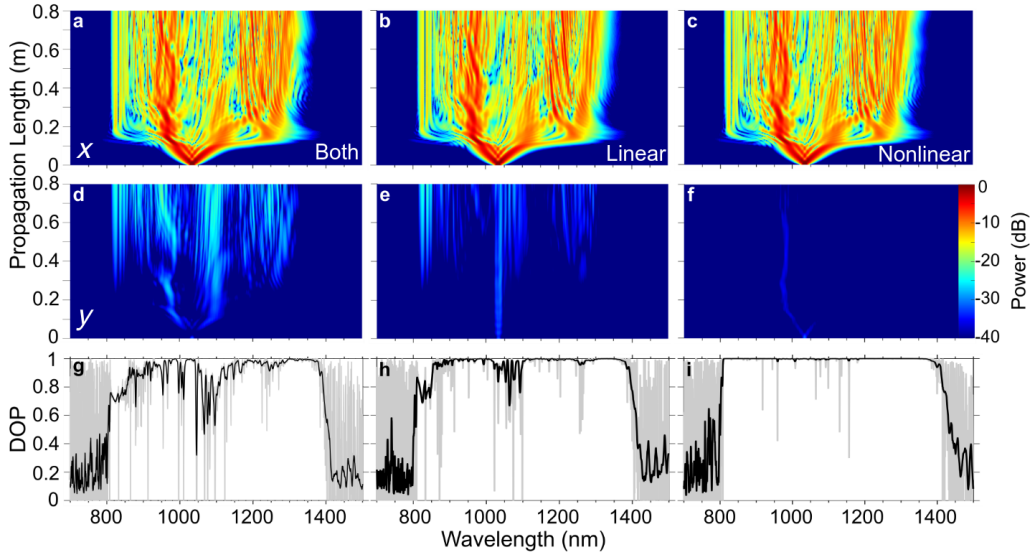 a
b
c
Propagation Length (m)
0.8
0.6
0.4
0.2
0
x
Both
Linear
Nonlinear
d
e
f
0.8
0.6
0.4
0.2
0
y
0
-10
-20
-30
-40
Power (dB)
g
h
i
DOP
1
0.8
0.6
0.4
0.2
0
800 1000 1200 1400
800 1000 1200 1400
800 1000 1200 1400
Wavelength (nm)